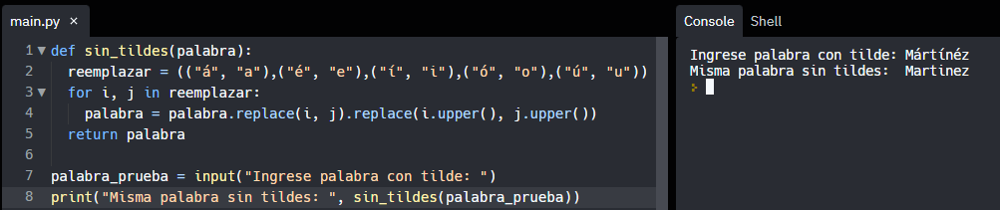 main.py ×
1 def sin_tildes(palabra):
2 reemplazar = (("á", "a"),("é", "e"),("í", "i"),("ó", "o"),("ú", "u"))
3 for i, j in reemplazar:
4 palabra = palabra.replace(i, j).replace(i.upper(), j.upper())
5 return palabra
6
7 palabra_prueba = input("Ingrese palabra con tilde: ")
8 print("Misma palabra sin tildes: ", sin_tildes(palabra_prueba))
Console Shell
Ingrese palabra con tilde: Mártínéz
Misma palabra sin tildes:  Martinez